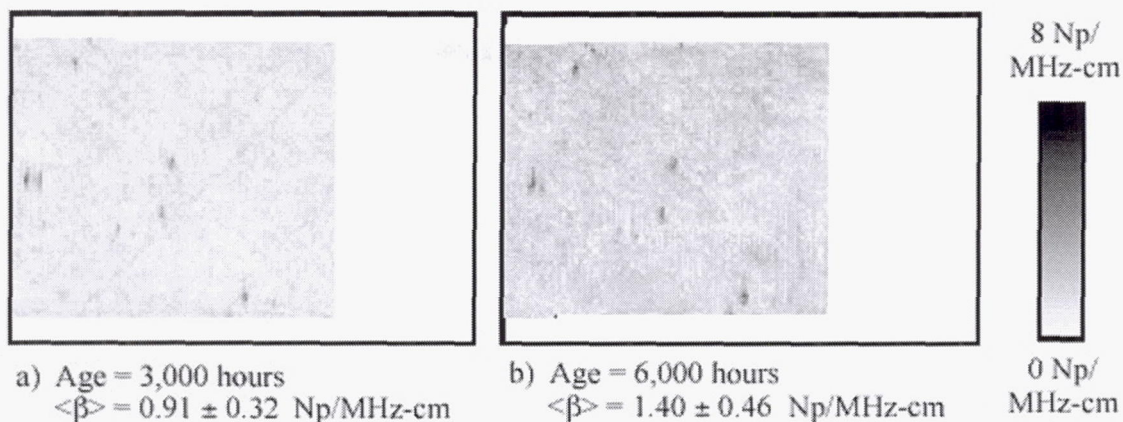 8 Np/
MHz-cm
0 Np/
MHz-cm
a) Age = 3,000 hours
<β> = 0.91 ± 0.32 Np/MHz-cm
b) Age = 6,000 hours
<β> = 1.40 ± 0.46 Np/MHz-cm